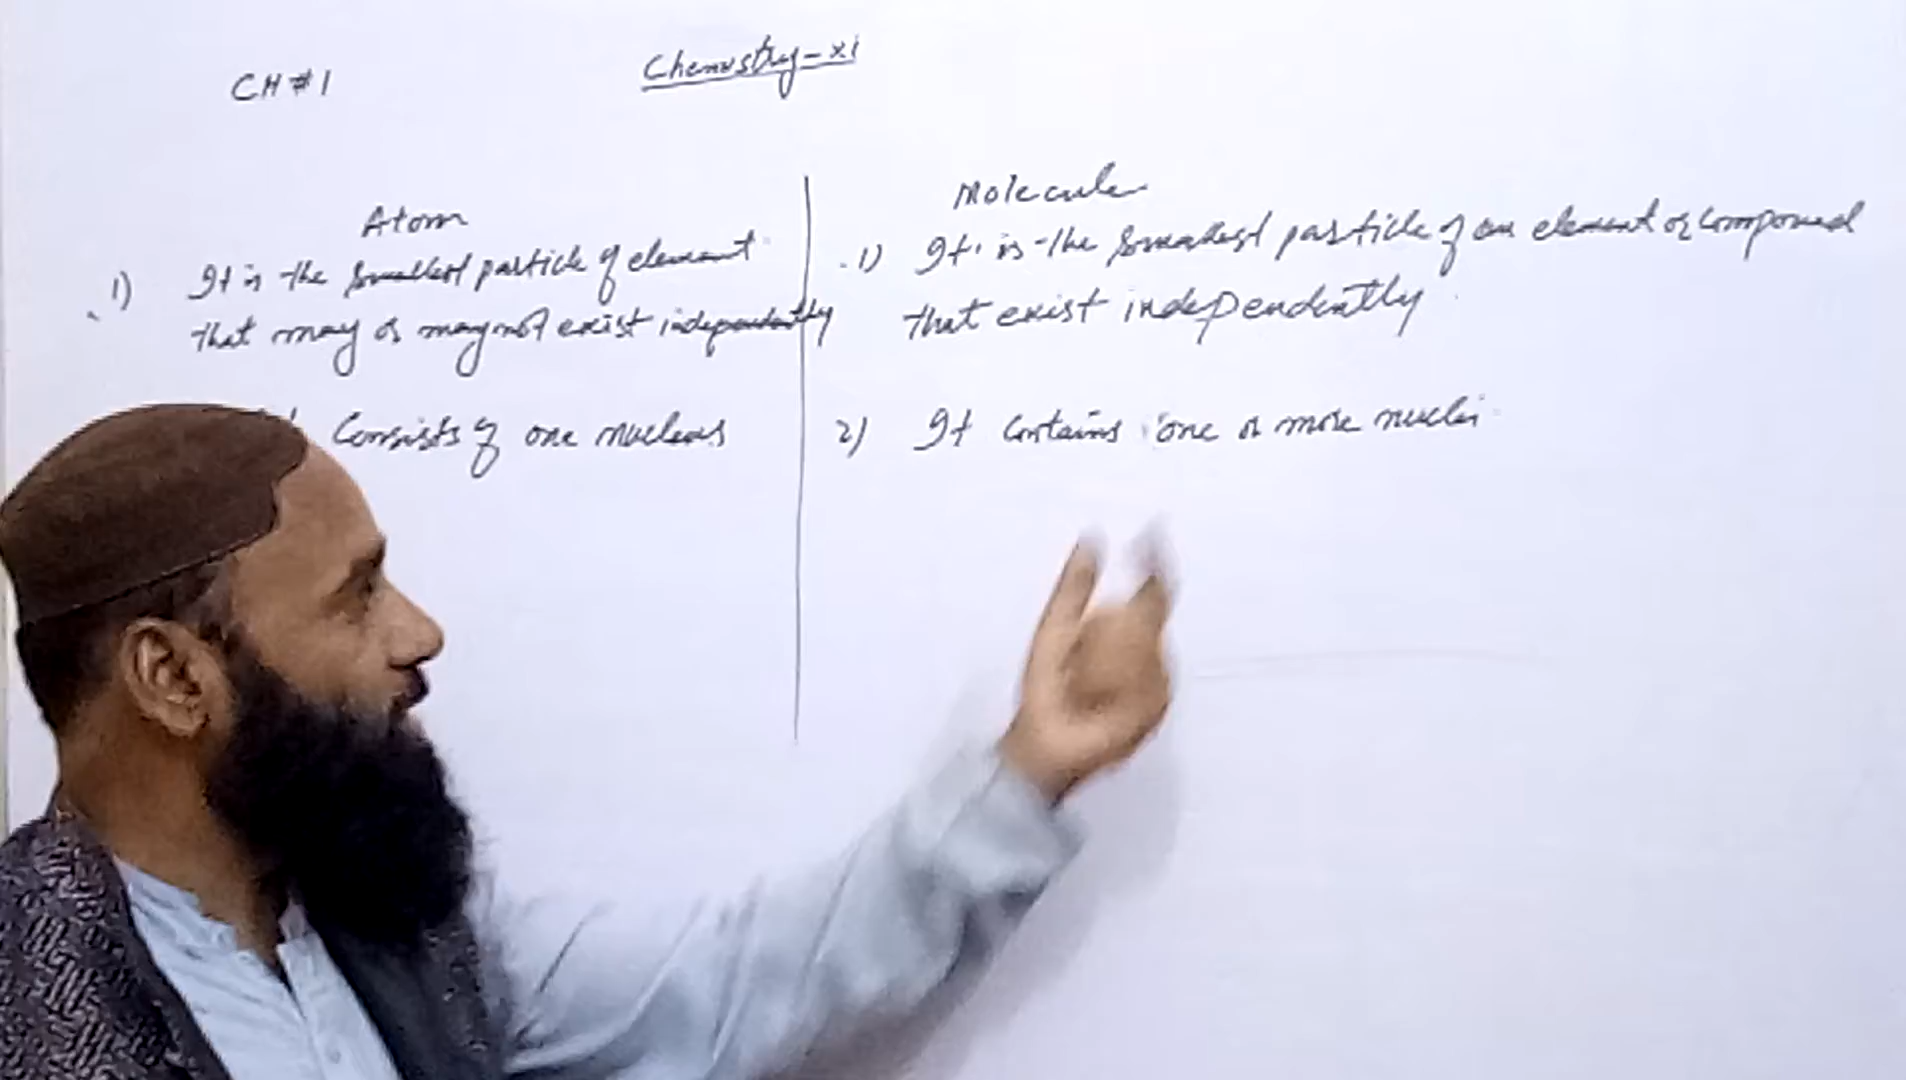 CH #1
Chemistry - xi
Atom
1) It is the smallest particle of element
that may or may not exist independently
Consists of one nucleus
Molecule
1) It is the smallest particle of an element or compound
that exist independently
2) It contains one or more nuclei